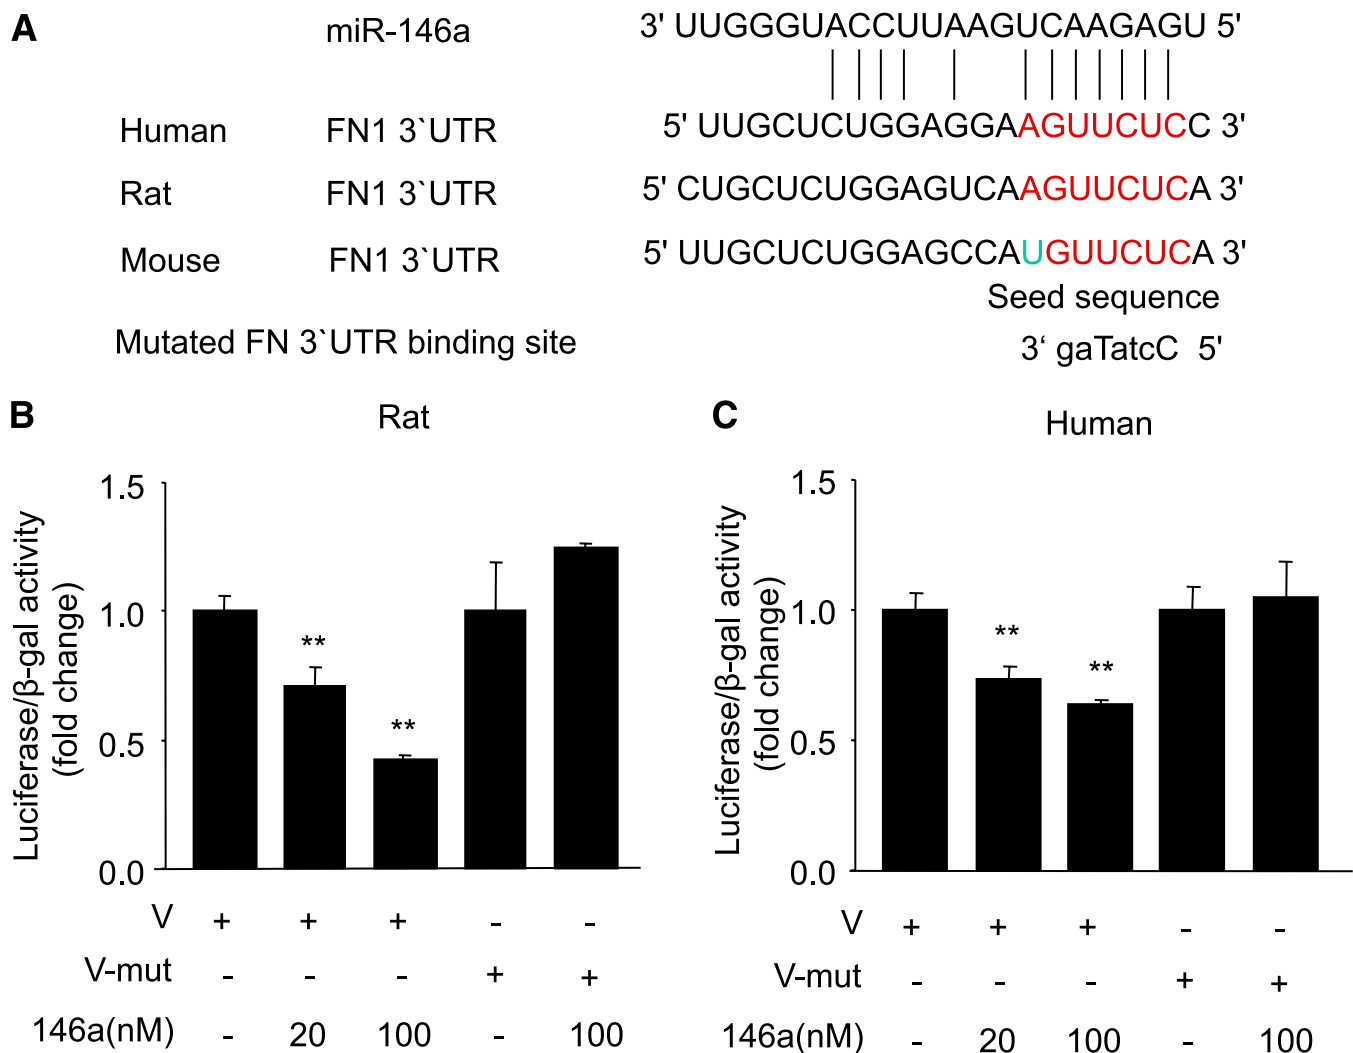 A
miR-146a 3' UUGGGUACCUUAAGUCAAGAGU 5'
Human FN1 3`UTR 5' UUGCUCUGGAGGAAGUUCUCC 3'
Rat FN1 3`UTR 5' CUGCUCUGGAGUCAAGUUCUCA 3'
Mouse FN1 3`UTR 5' UUGCUCUGGAGCCAUGUUCUCA 3'
Seed sequence
Mutated FN 3`UTR binding site 3‘ gaTatcC 5'
B
Rat
Luciferase/β-gal activity
(fold change)
1.5
1.0
0.5
0.0
**
**
V + + + - -
V-mut - - - + +
146a(nM) - 20 100 - 100
C
Human
Luciferase/β-gal activity
(fold change)
1.5
1.0
0.5
0.0
**
**
V + + + - -
V-mut - - - + +
146a(nM) - 20 100 - 100